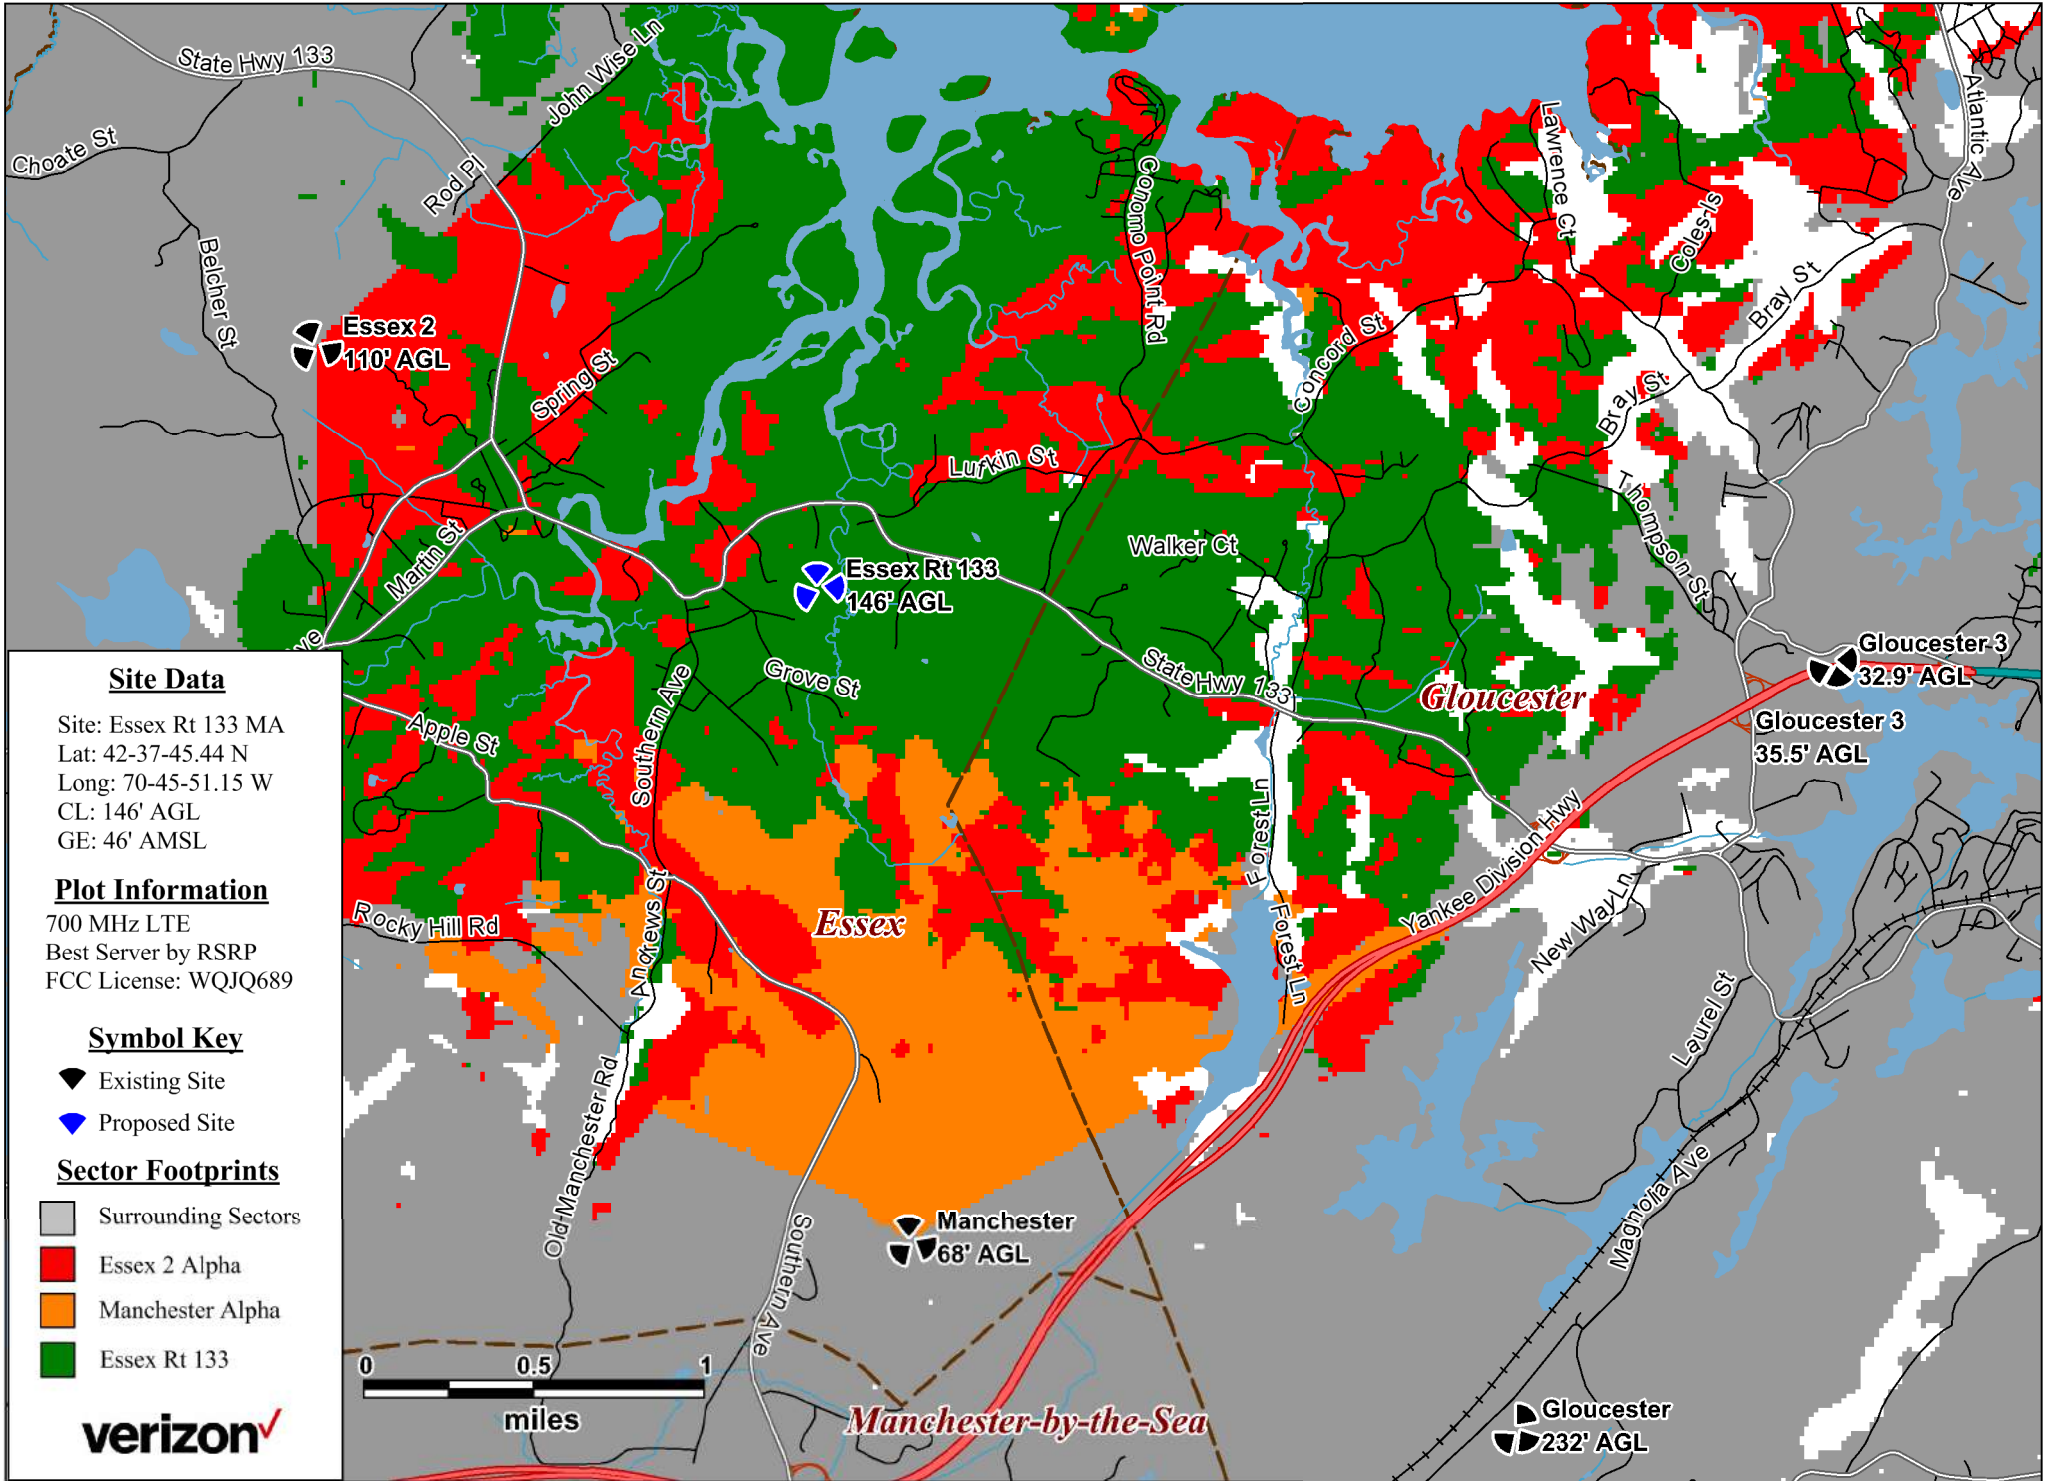 State Hwy 133
John Wise Ln
Choate St
Rod Pl
Belcher St
Essex 2
110' AGL
Spring St
Martin St
Conomo Point Rd
Lawrence Ct
Coles-Is
Atlantic Ave
Bray St
Concord St
Bray St
Lufkin St
Thompson St
Walker Ct
Essex Rt 133
146' AGL
Grove St
State Hwy 133
Gloucester
Gloucester 3
32.9' AGL
Gloucester 3
35.5' AGL
Apple St
Southern Ave
Forest Ln
Yankee Division Hwy
Rocky Hill Rd
Andrews St
Essex
Forest Ln
New Way Ln
Laurel St
Old-Manchester Rd
Manchester
68' AGL
Southern Ave
Magnolia Ave
Manchester-by-the-Sea
Gloucester
232' AGL
0 0.5 1
miles
ve
Site Data
Site: Essex Rt 133 MA
Lat: 42-37-45.44 N
Long: 70-45-51.15 W
CL: 146' AGL
GE: 46' AMSL
Plot Information
700 MHz LTE
Best Server by RSRP
FCC License: WQJQ689
Symbol Key
Existing Site
Proposed Site
Sector Footprints
Surrounding Sectors
Essex 2 Alpha
Manchester Alpha
Essex Rt 133
verizon